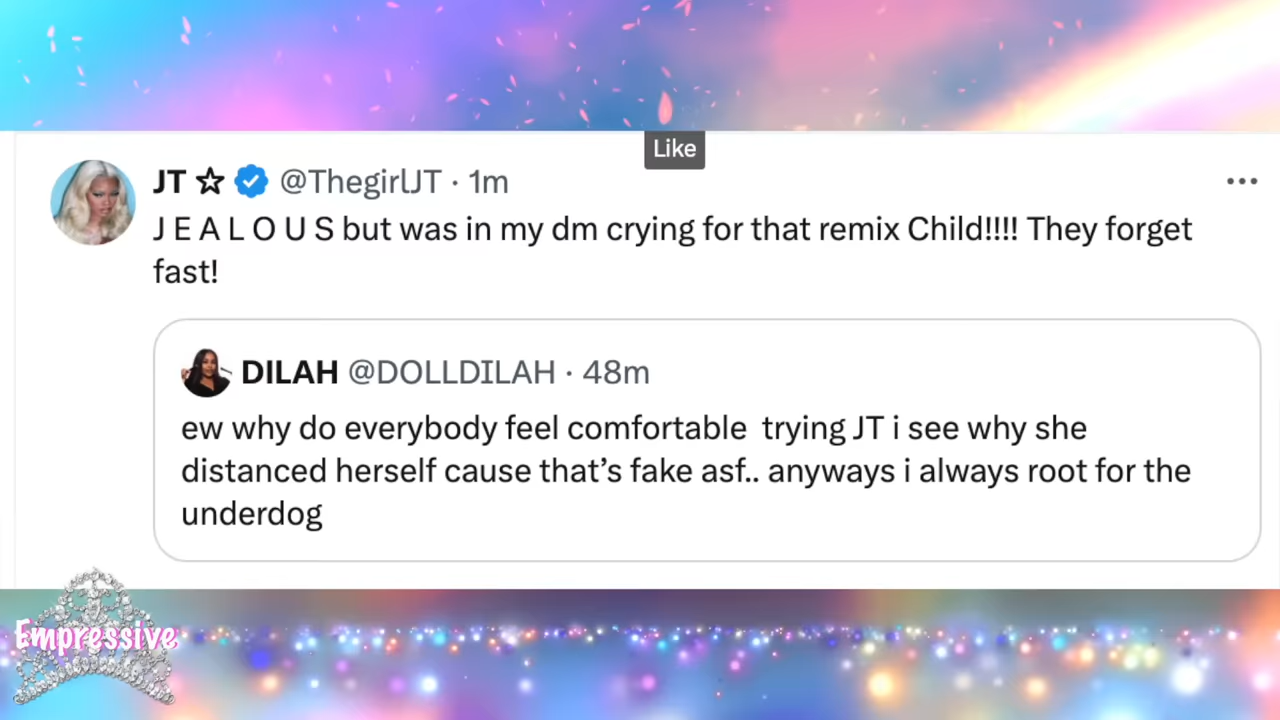 Like
JT ☆ @ThegirlJT · 1m
J E A L O U S but was in my dm crying for that remix Child!!!! They forget
fast!
DILAH @DOLLDILAH · 48m
ew why do everybody feel comfortable  trying JT i see why she
distanced herself cause that’s fake asf.. anyways i always root for the
underdog
Empressive